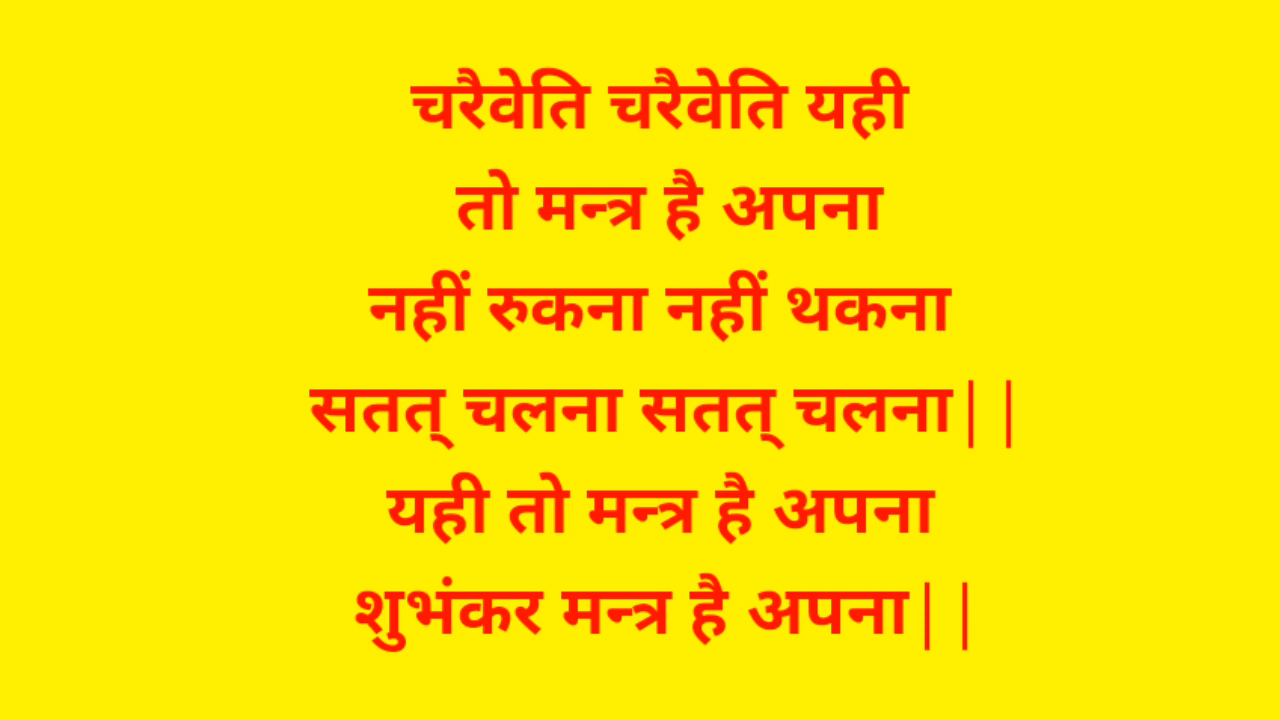 चरैवेति चरैवेति यही
तो मन्त्र है अपना
नहीं रुकना नहीं थकना
सतत् चलना सतत् चलना||
यही तो मन्त्र है अपना
शुभंकर मन्त्र है अपना||